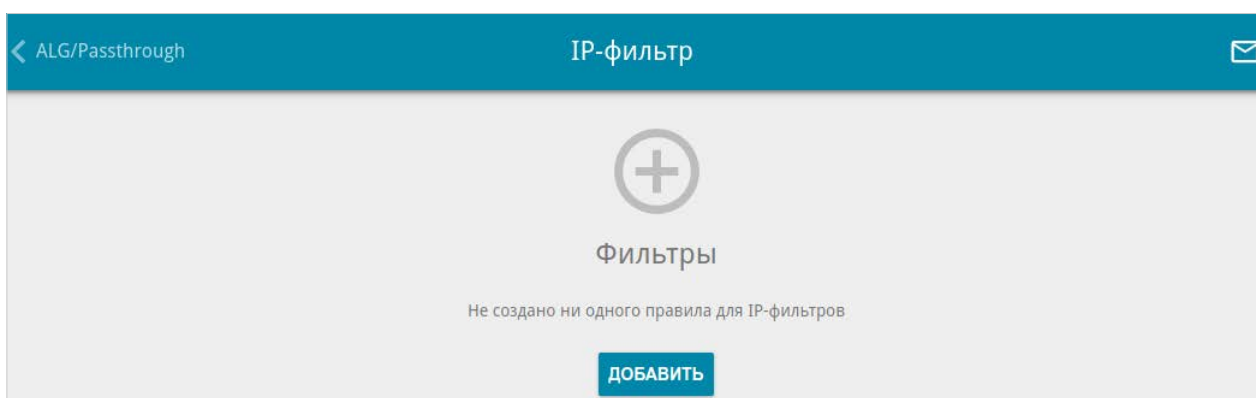 ALG/Passthrough
IP-фильтр
Фильтры
Не создано ни одного правила для IP-фильтров
ДОБАВИТЬ